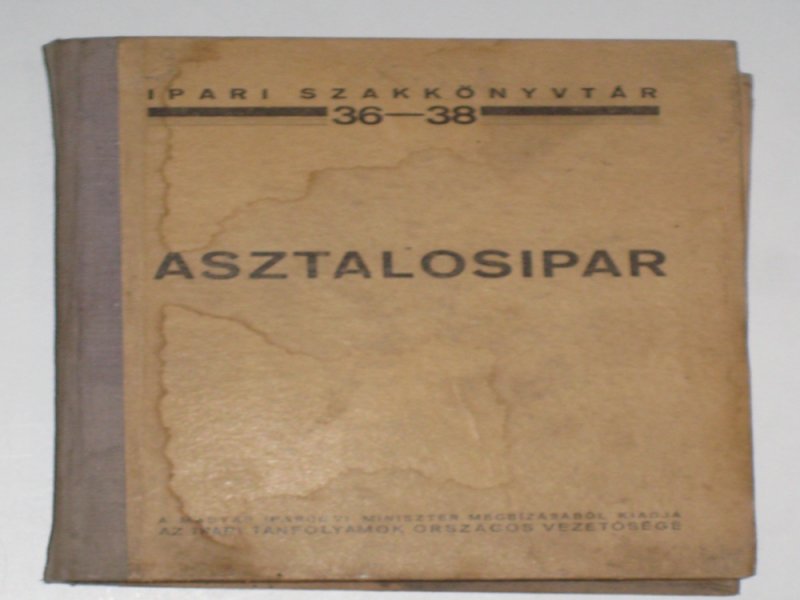 IPARI SZAKKÖNYVTÁR
36—38
ASZTALOSIPAR
A MAGYAR IPARÜGYI MINISZTER MEGBÍZÁSÁBÓL KIADJA
AZ IPARI TANFOLYAMOK ORSZÁGOS VEZETŐSÉGE